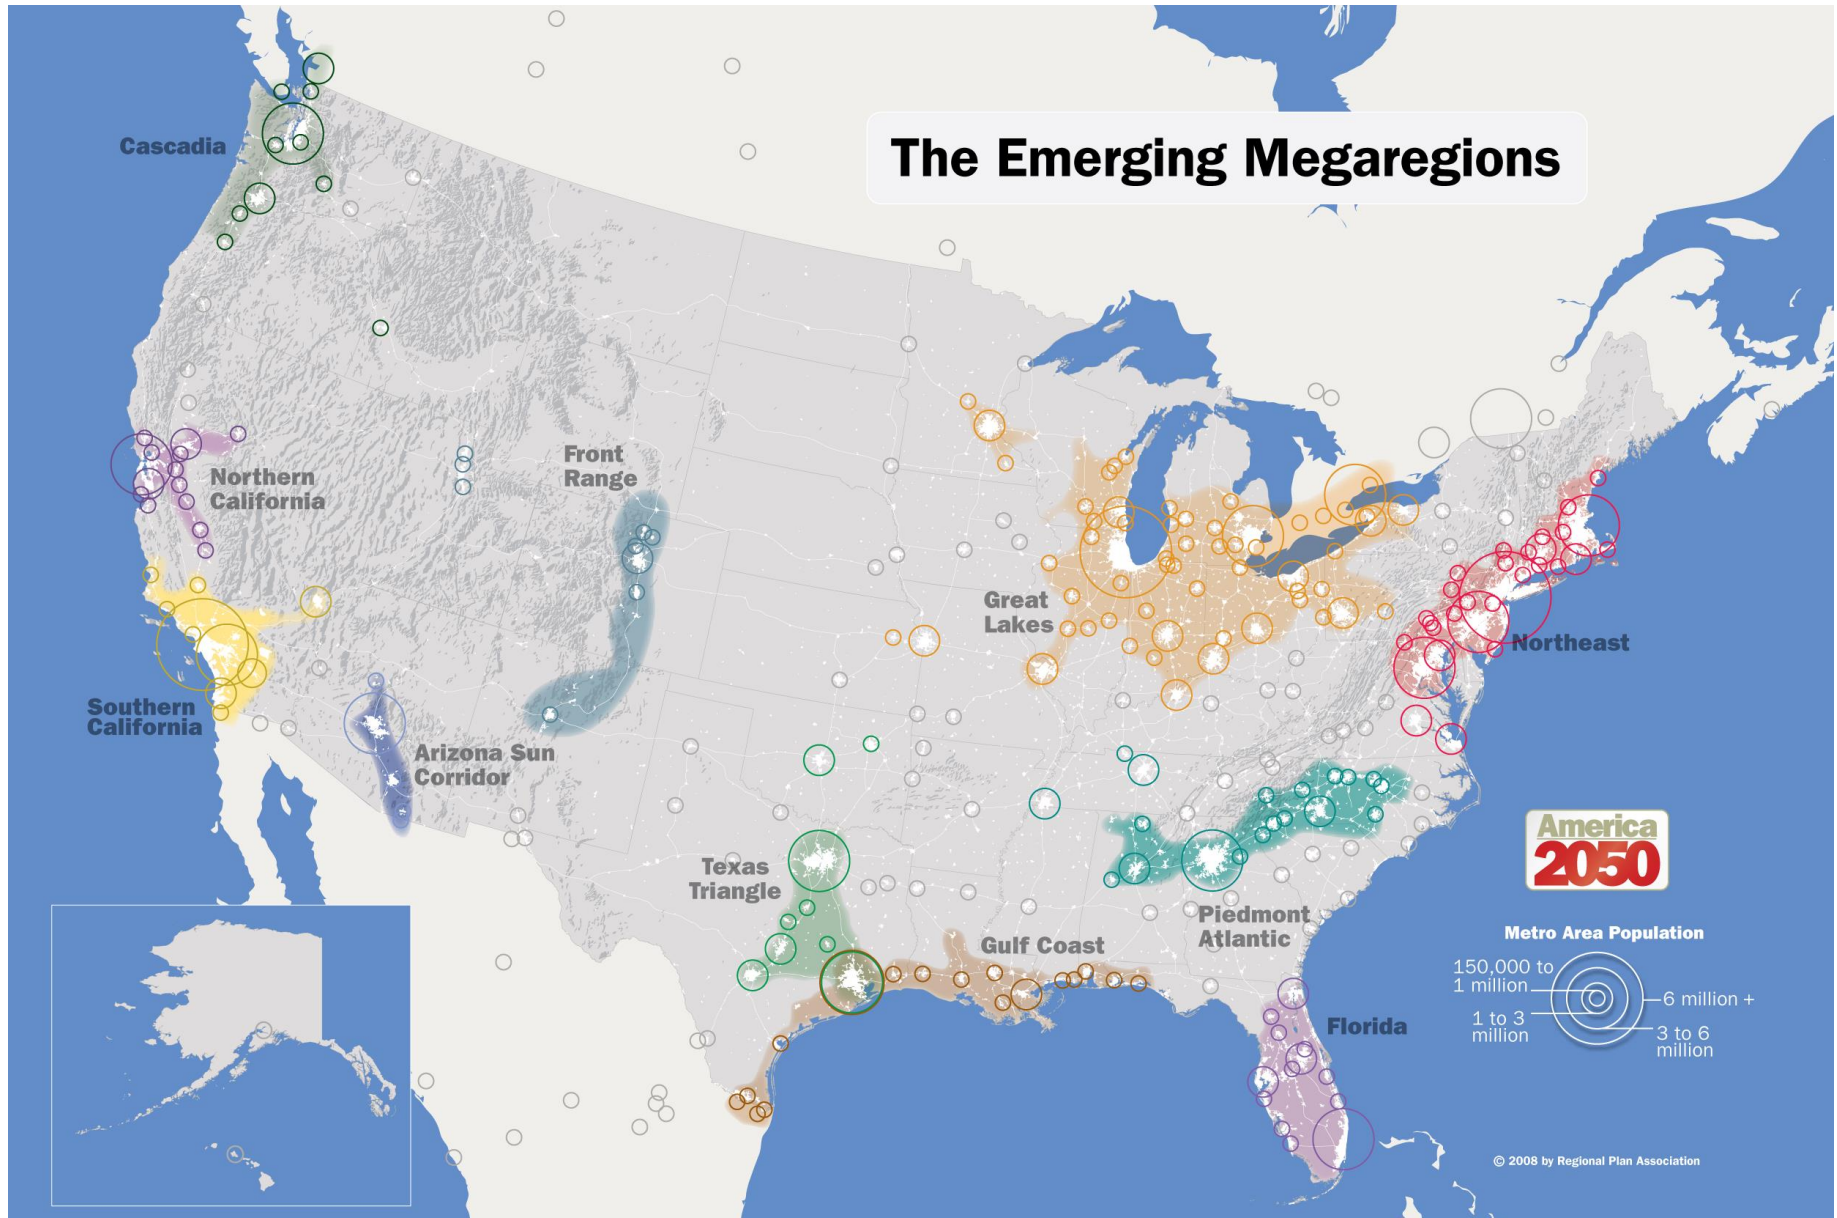 The Emerging Megaregions
Cascadia
Front
Range
Northern
California
Great
Lakes
Northeast
Southern
California
Arizona Sun
Corridor
Texas
Triangle
Gulf Coast
Piedmont
Atlantic
Florida
America
2050
Metro Area Population
150,000 to
1 million
6 million +
1 to 3
million
3 to 6
million
© 2008 by Regional Plan Association